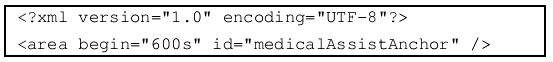 <?xml version="1.0" encoding="UTF-8"?>
<area begin="600s" id="medicalAssistAnchor" />